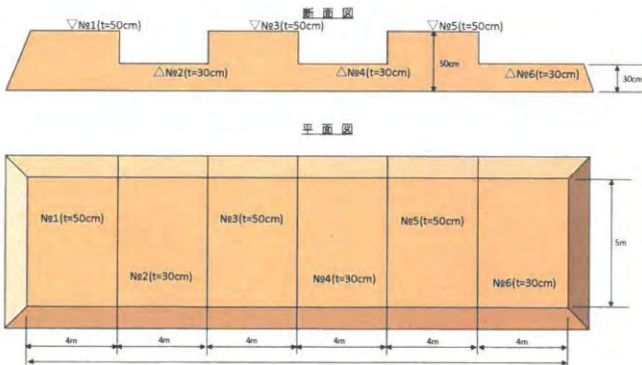 断 面 図
▽№1(t=50cm) ▽№3(t=50cm) ▽№5(t=50cm)
△№2(t=30cm) △№4(t=30cm) 50cm △№6(t=30cm) 30cm
平 面 図
№1(t=50cm) №3(t=50cm) №5(t=50cm)
5m
№2(t=30cm) №4(t=30cm) №6(t=30cm)
4m 4m 4m 4m 4m 4m